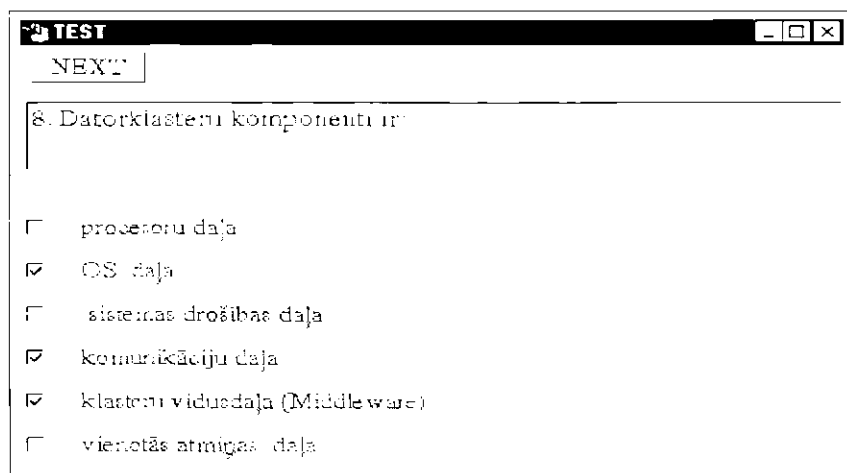 TEST
NEXT
8. Datorklasteru komponenti ir:
procesoru daļa
OS daļa
sistēmas drošības daļa
komunikāciju daļa
klasteru vidusdaļa (Middleware)
vienotās atmiņas daļa